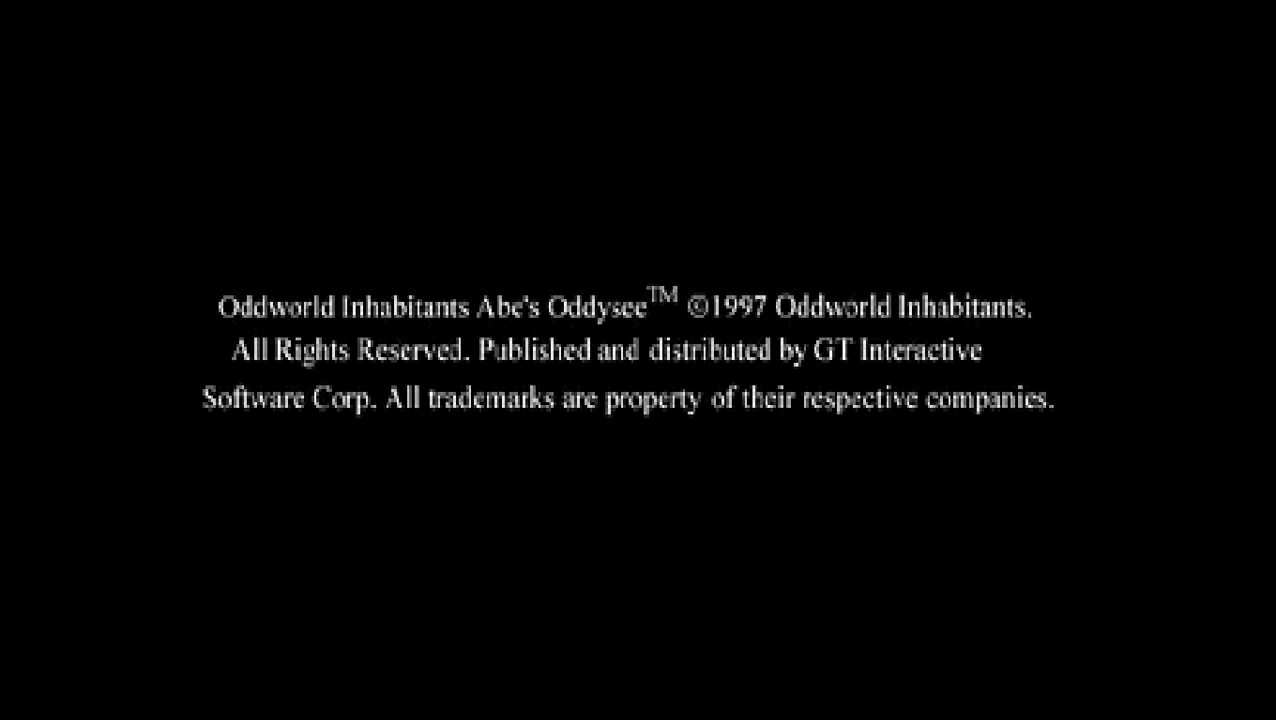 Oddworld Inhabitants Abe's Oddysee™ ©1997 Oddworld Inhabitants.
All Rights Reserved. Published and distributed by GT Interactive
Software Corp. All trademarks are property of their respective companies.